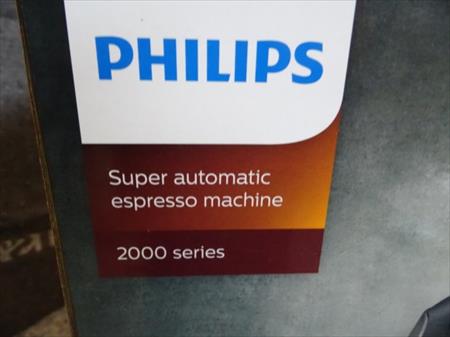 PHILIPS
Super automatic
espresso machine
2000 series